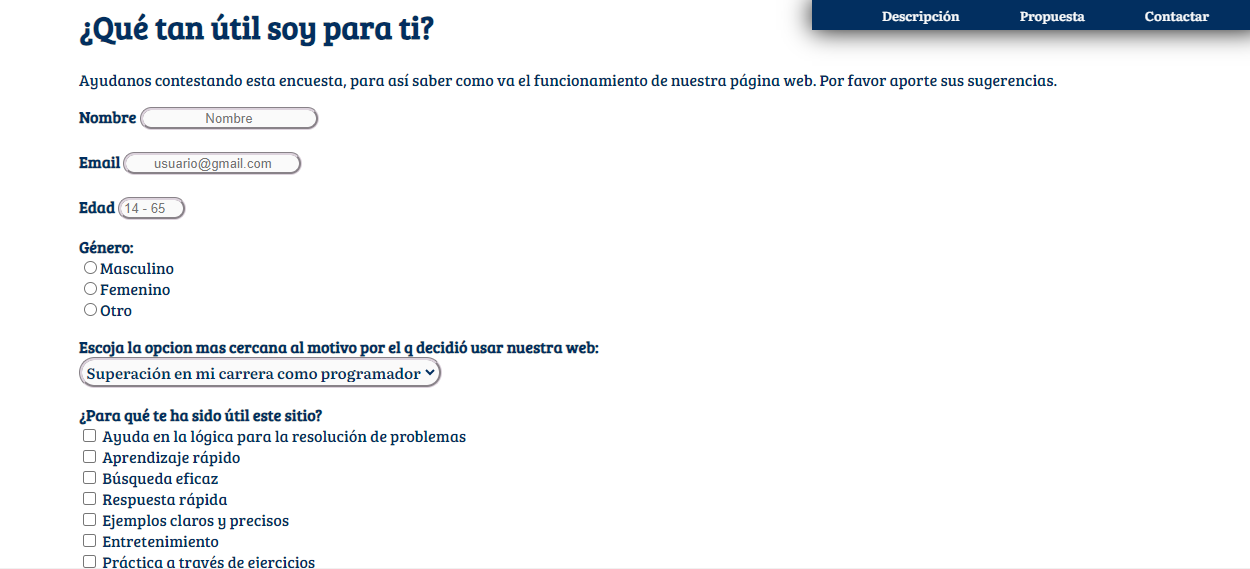 ¿Qué tan útil soy para ti?
Descripción Propuesta Contactar
Ayudanos contestando esta encuesta, para así saber como va el funcionamiento de nuestra página web. Por favor aporte sus sugerencias.
Nombre Nombre
Email usuario@gmail.com
Edad 14 - 65
Género:
Masculino
Femenino
Otro
Escoja la opcion mas cercana al motivo por el q decidió usar nuestra web:
Superación en mi carrera como programador
¿Para qué te ha sido útil este sitio?
Ayuda en la lógica para la resolución de problemas
Aprendizaje rápido
Búsqueda eficaz
Respuesta rápida
Ejemplos claros y precisos
Entretenimiento
Práctica a través de ejercicios